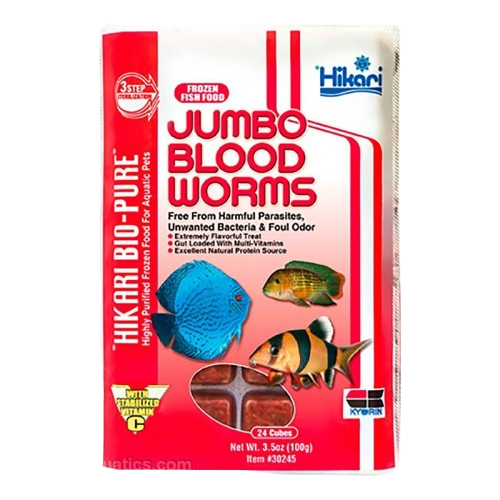 3 STEP
STERILIZATION
FROZEN
FISH FOOD
Hikari
JUMBO
BLOOD
WORMS
Free From Harmful Parasites,
Unwanted Bacteria & Foul Odor
• Extremely Flavorful Treat
• Gut Loaded With Multi-Vitamins
• Excellent Natural Protein Source
"HIKARI BIO-PURE"
Highly Purified Frozen Food For Aquatic Pets
WITH
STABILIZED
VITAMIN
C
KYORIN
24 Cubes
Net Wt. 3.5oz (100g)
Item #30245
uatics.com